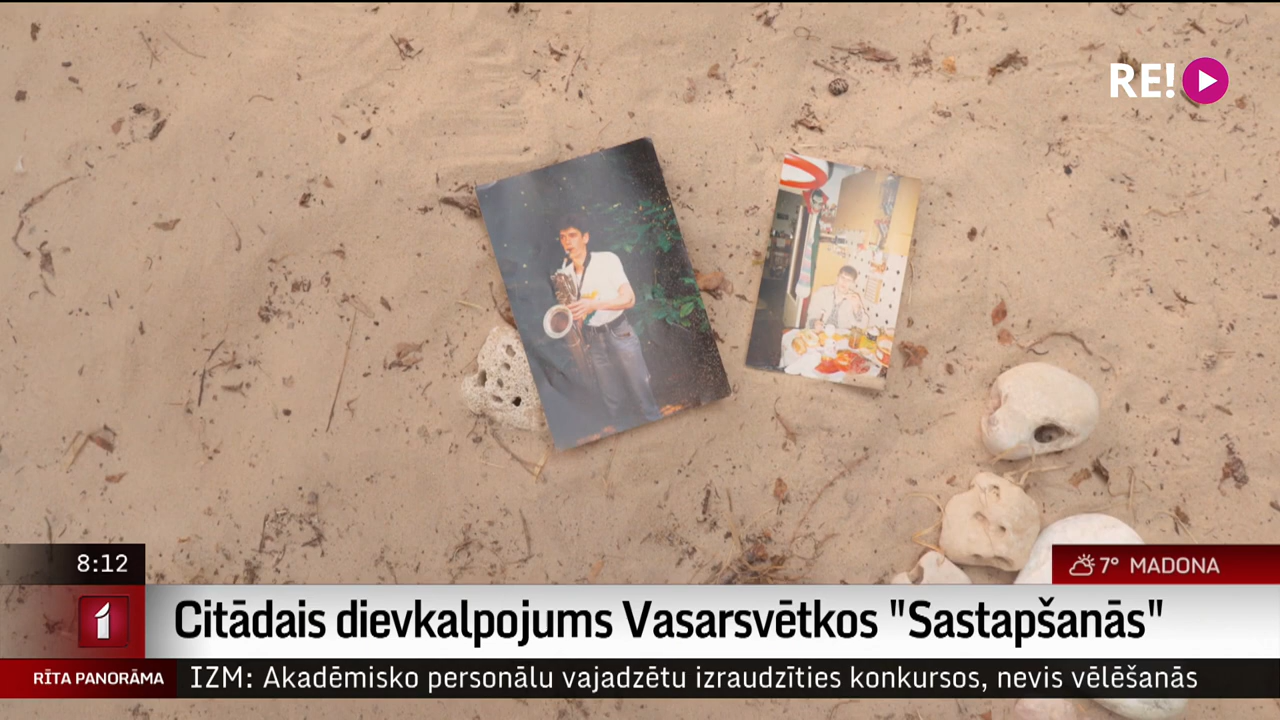 RE!
8:12
7° MADONA
1
Citādais dievkalpojums Vasarsvētkos "Sastapšanās"
RĪTA PANORĀMA
IZM: Akadēmisko personālu vajadzētu izraudzīties konkursos, nevis vēlēšanās